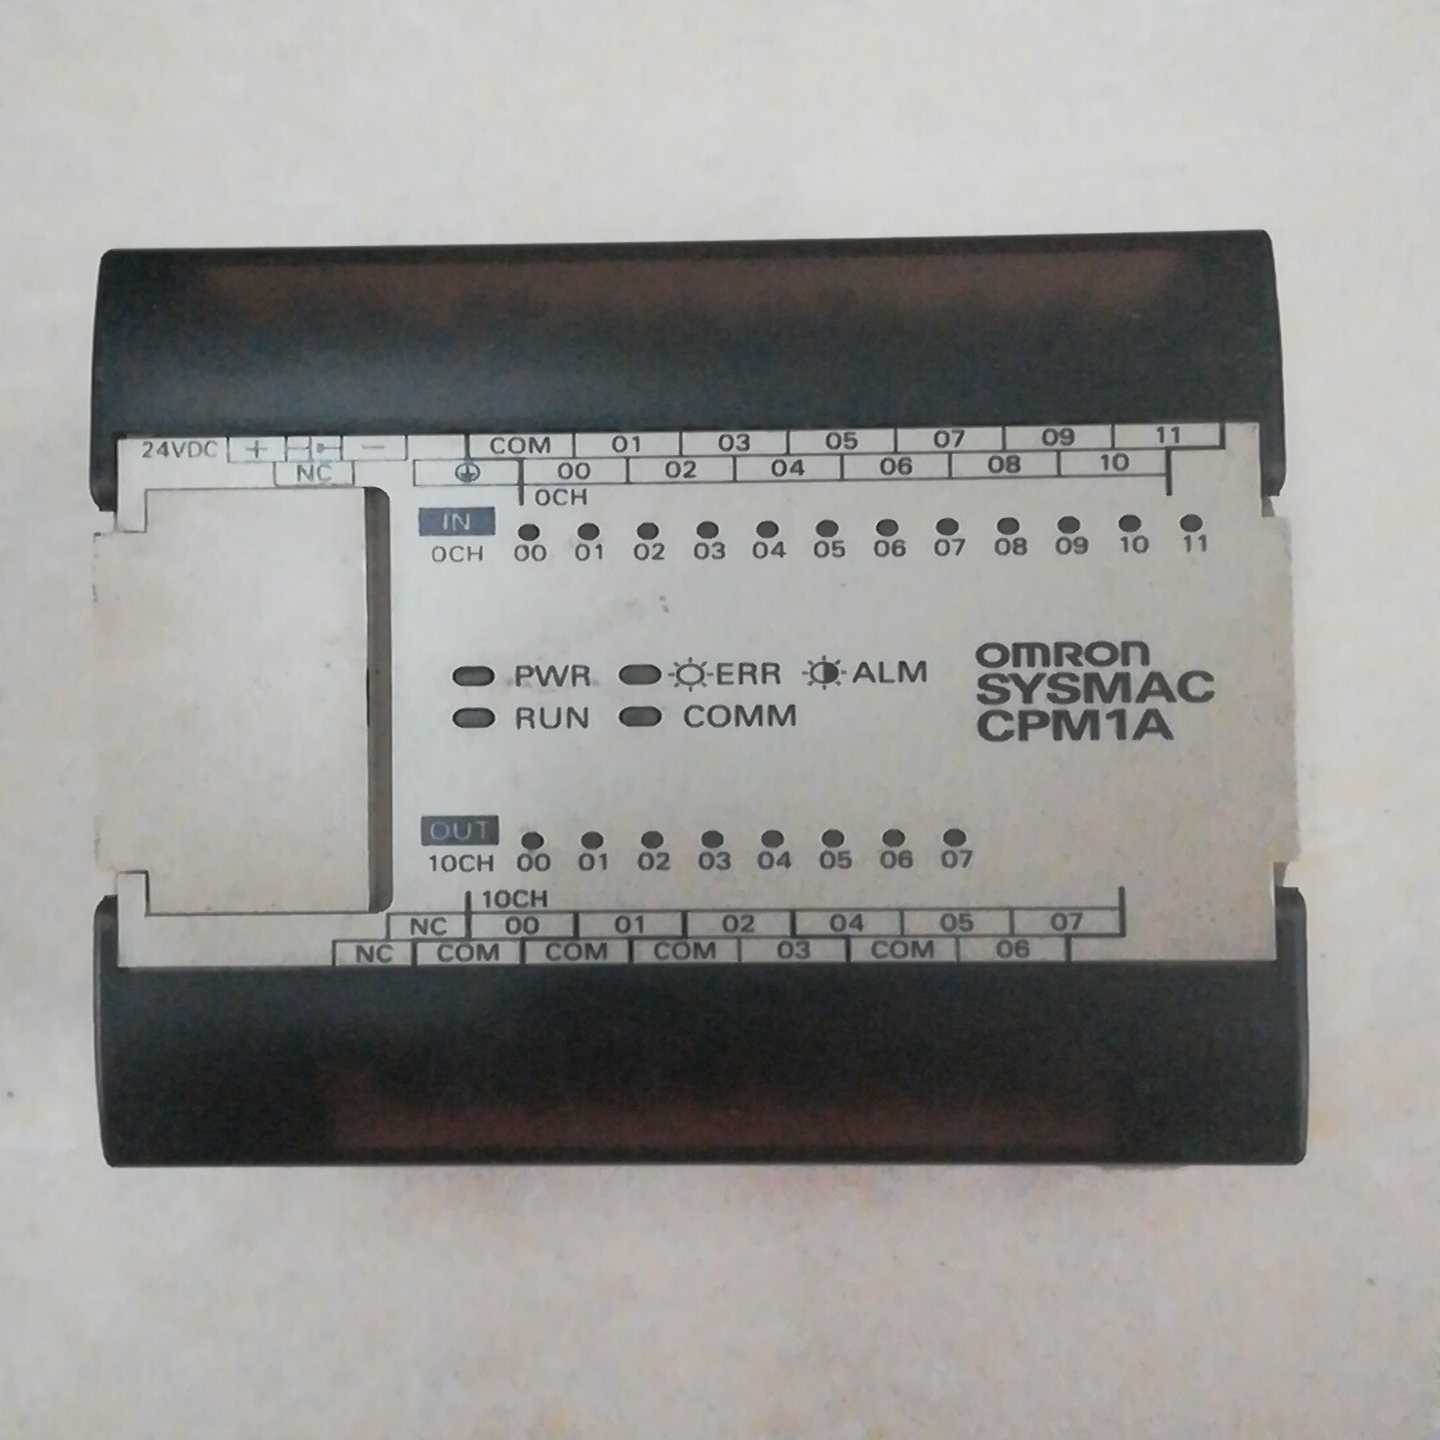 24VDC + - COM 01 03 05 07 09 11
NC 00 02 04 06 08 10
0CH
IN
0CH 00 01 02 03 04 05 06 07 08 09 10 11
PWR ERR ALM
RUN COMM
OMRON
SYSMAC
CPM1A
OUT
10CH 00 01 02 03 04 05 06 07
10CH
NC 00 01 02 04 05 07
NC COM COM COM 03 COM 06